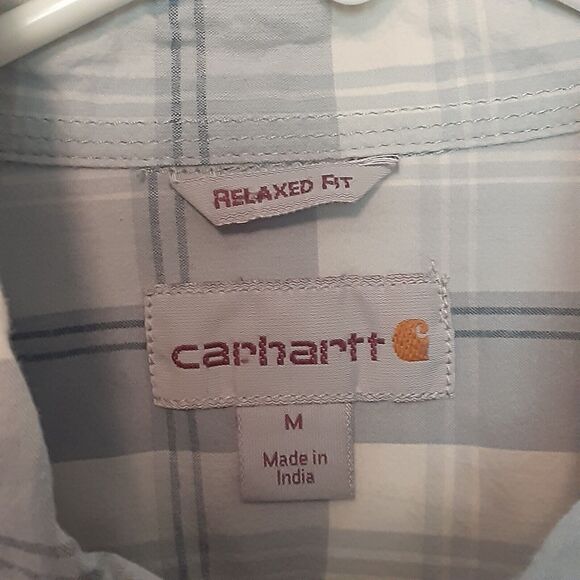 RELAXED FIT
carhartt
M
Made in
India